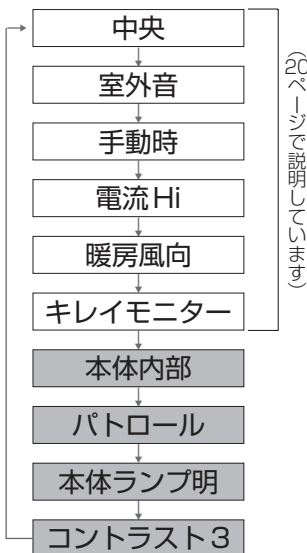 中央
室外音
手動時
電流Hi
暖房風向
キレイモニター
本体内部
パトロール
本体ランプ明
コントラスト3
（20ページで説明しています）